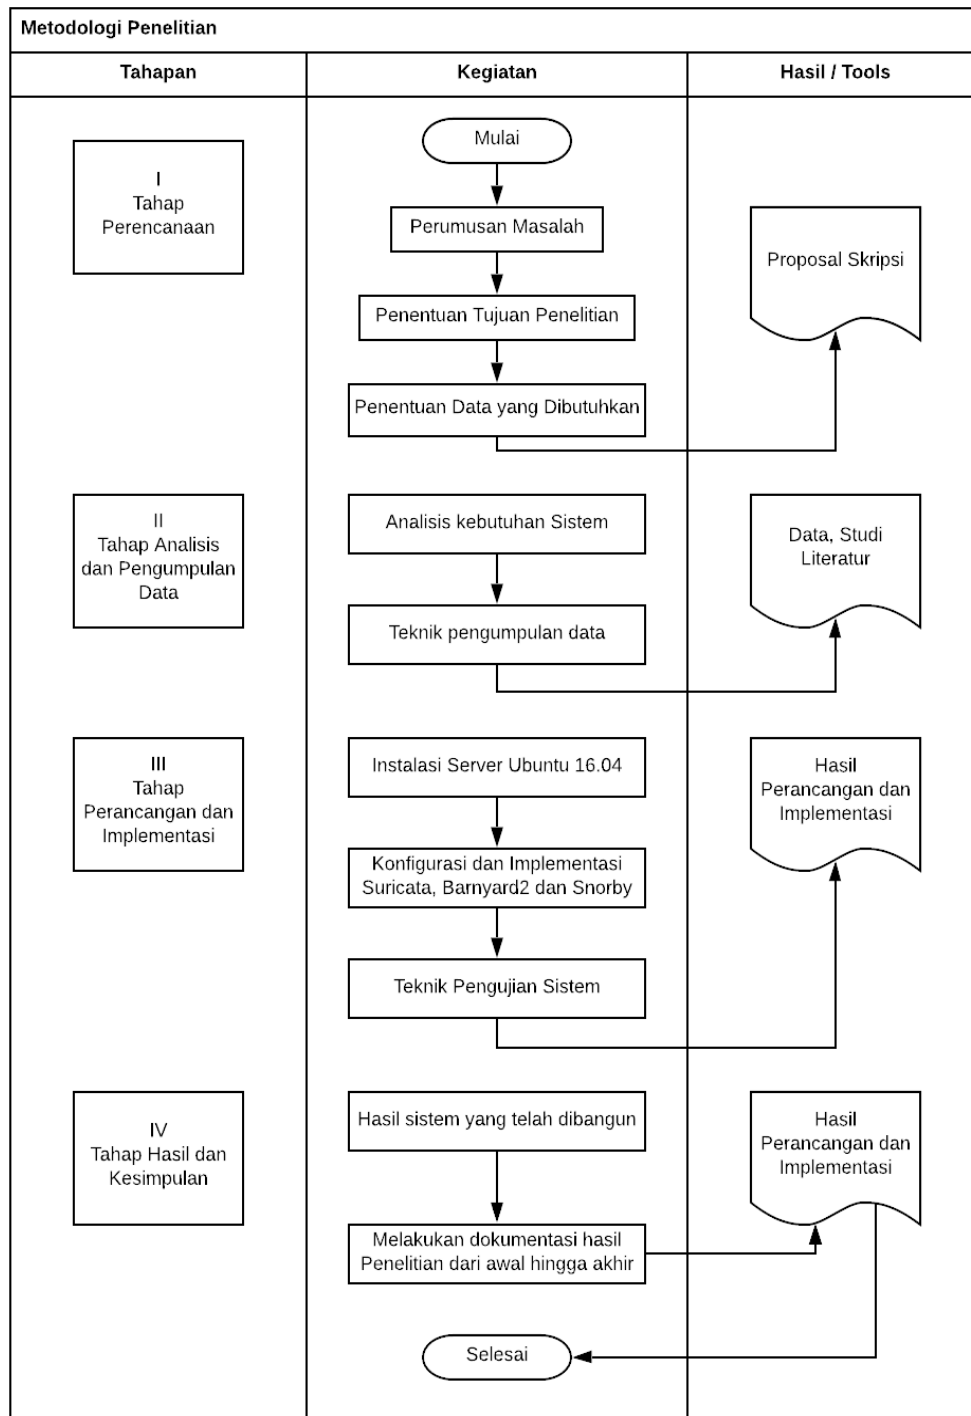 Metodologi Penelitian
Tahapan
Kegiatan
Hasil / Tools
Mulai
I
Tahap
Perencanaan
Perumusan Masalah
Proposal Skripsi
Penentuan Tujuan Penelitian
Penentuan Data yang Dibutuhkan
II
Tahap Analisis
dan Pengumpulan
Data
Analisis kebutuhan Sistem
Data, Studi
Literatur
Teknik pengumpulan data
III
Tahap
Perancangan dan
Implementasi
Instalasi Server Ubuntu 16.04
Hasil
Perancangan dan
Implementasi
Konfigurasi dan Implementasi
Suricata, Barnyard2 dan Snorby
Teknik Pengujian Sistem
IV
Tahap Hasil dan
Kesimpulan
Hasil sistem yang telah dibangun
Hasil
Perancangan dan
Implementasi
Melakukan dokumentasi hasil
Penelitian dari awal hingga akhir
Selesai